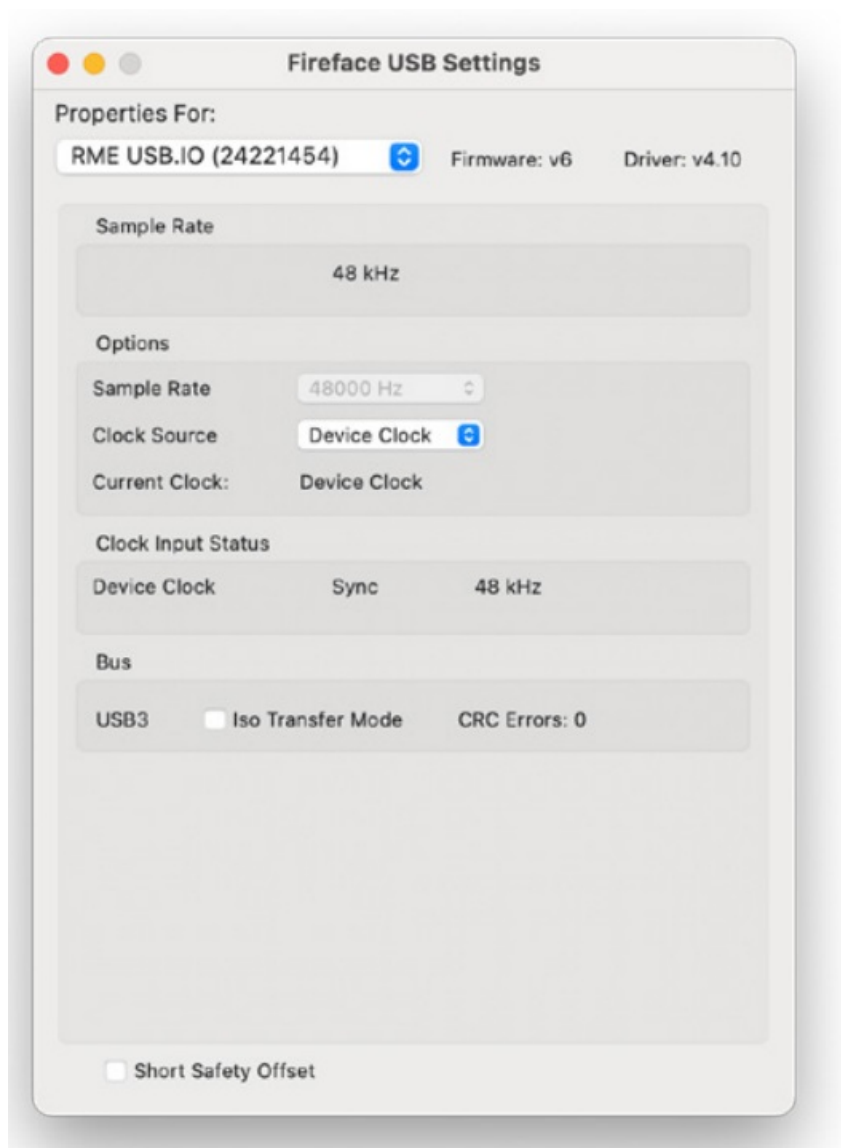 Fireface USB Settings
Properties For:
RME USB.IO (24221454) Firmware: v6 Driver: v4.10
Sample Rate
48 kHz
Options
Sample Rate 48000 Hz
Clock Source Device Clock
Current Clock: Device Clock
Clock Input Status
Device Clock Sync 48 kHz
Bus
USB3 Iso Transfer Mode CRC Errors: 0
Short Safety Offset